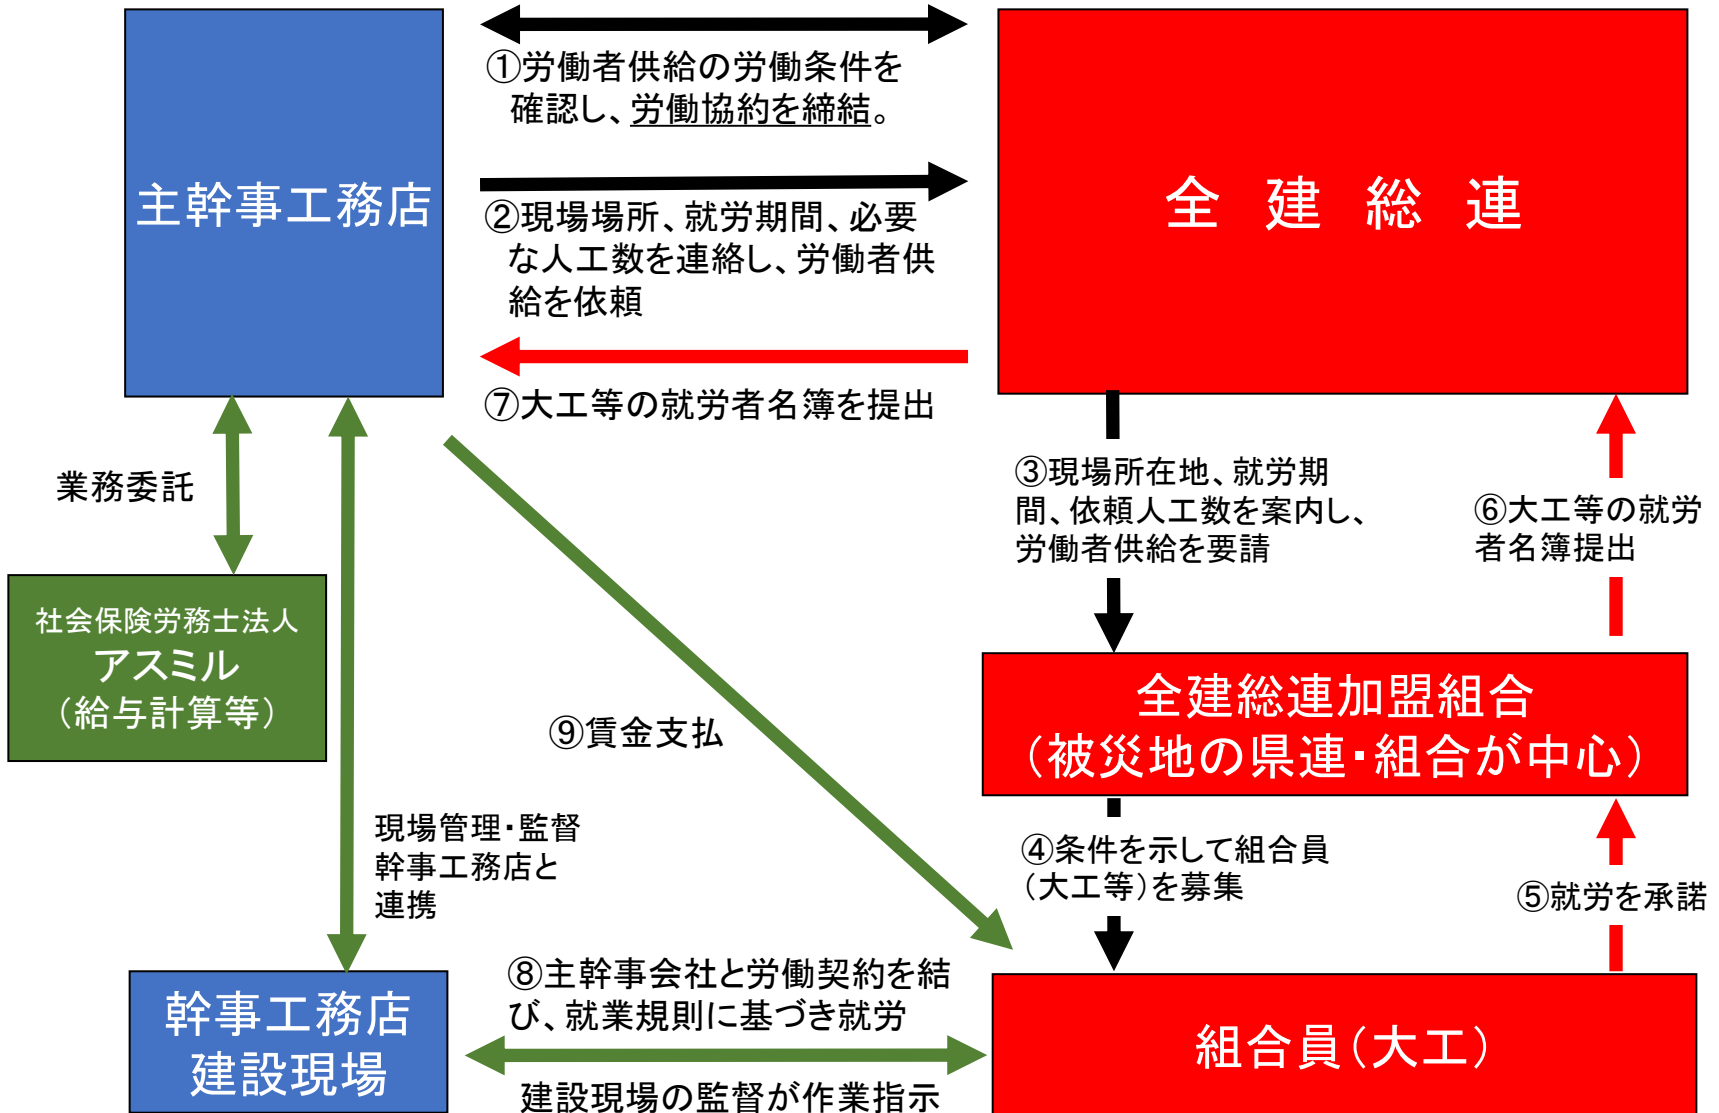 主幹事工務店
①労働者供給の労働条件を
確認し、労働協約を締結。
②現場場所、就労期間、必要
な人工数を連絡し、労働者供
給を依頼
⑦大工等の就労者名簿を提出
全建総連
業務委託
③現場所在地、就労期
間、依頼人工数を案内し、
労働者供給を要請
⑥大工等の就労
者名簿提出
社会保険労務士法人
アスミル
（給与計算等）
⑨賃金支払
全建総連加盟組合
（被災地の県連・組合が中心）
現場管理・監督
幹事工務店と
連携
④条件を示して組合員
（大工等）を募集
⑤就労を承諾
幹事工務店
建設現場
⑧主幹事会社と労働契約を結
び、就業規則に基づき就労
建設現場の監督が作業指示
組合員（大工）